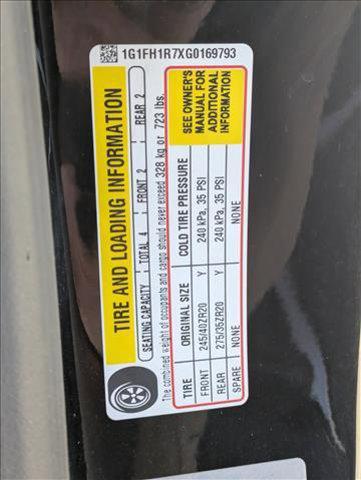 1G1FH1R7XG0169793
TIRE AND LOADING INFORMATION
SEATING CAPACITY TOTAL 4 FRONT 2 REAR 2
The combined weight of occupants and cargo should never exceed 328 kg or 723 lbs.
TIRE ORIGINAL SIZE COLD TIRE PRESSURE
FRONT 245/40ZR20 Y 240 kPa, 35 PSI
REAR 275/35ZR20 Y 240 kPa, 35 PSI
SPARE NONE NONE
SEE OWNER'S
MANUAL FOR
ADDITIONAL
INFORMATION